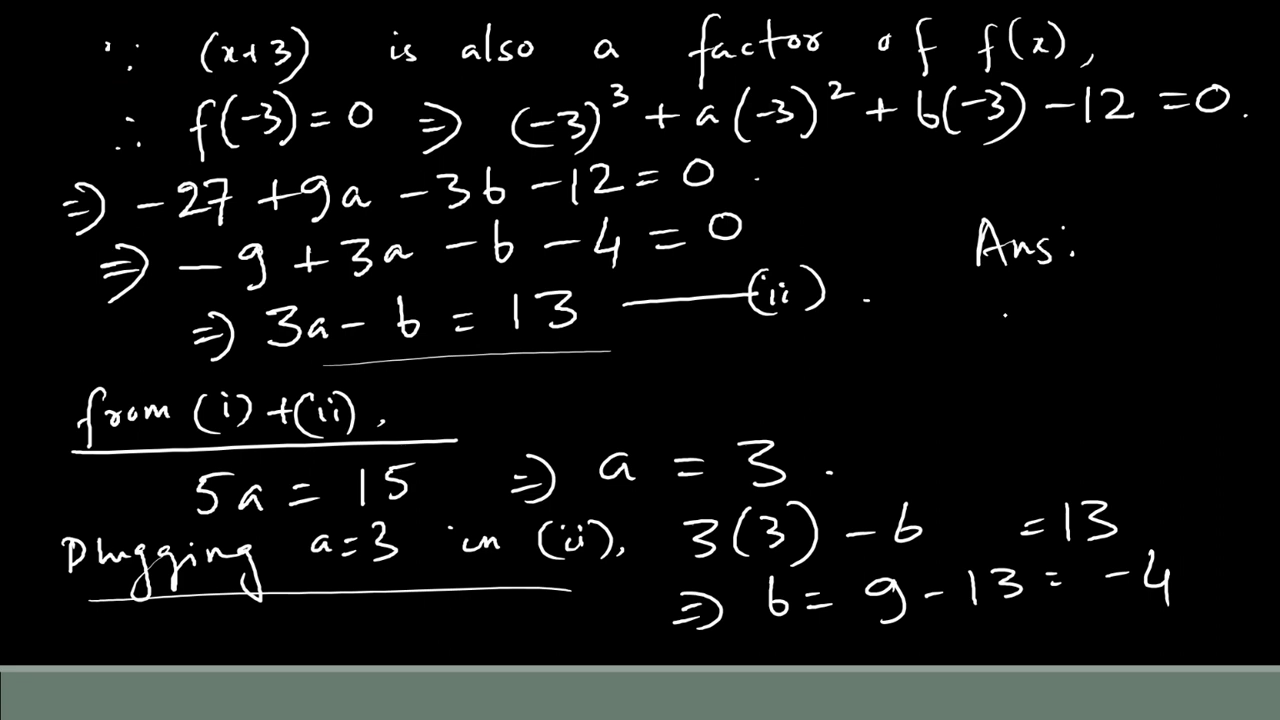 ∵ (x+3) is also a factor of f(x),
∴ f(-3)=0 ⇒ (-3)³ + a(-3)² + b(-3) -12 =0.
⇒ -27 +9a -3b -12 = 0.
⇒ -9 +3a -b -4 = 0
Ans:
⇒ 3a - b = 13 —(ii).
from (i)+(ii),
5a = 15 ⇒ a = 3.
Plugging a=3 in (ii), 3(3) - b =13
⇒ b = 9 - 13 = -4